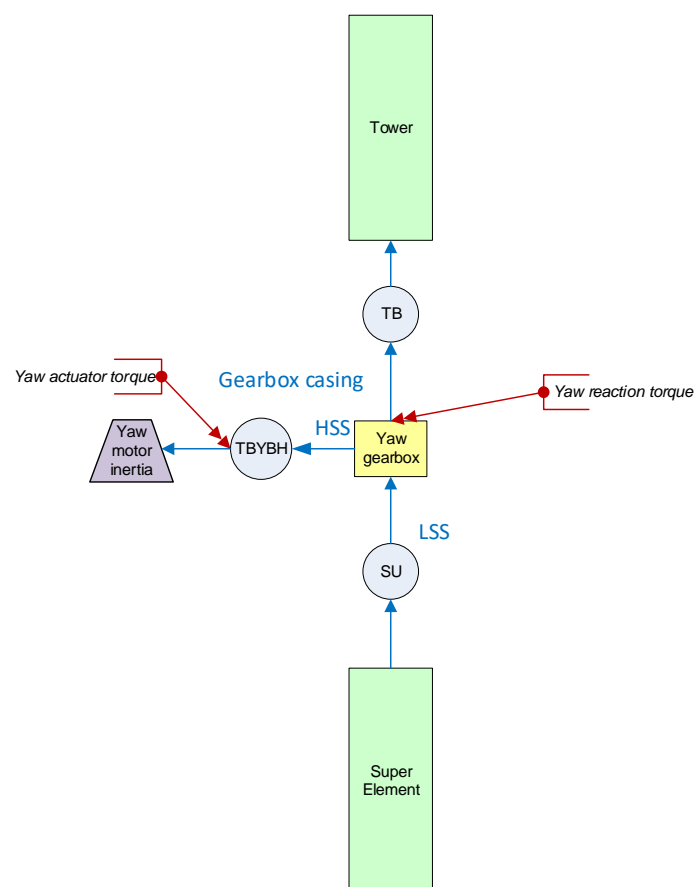 Tower
TB
Yaw actuator torque
Gearbox casing
Yaw reaction torque
HSS
Yaw
motor
inertia
TBYBH
Yaw
gearbox
LSS
SU
Super
Element